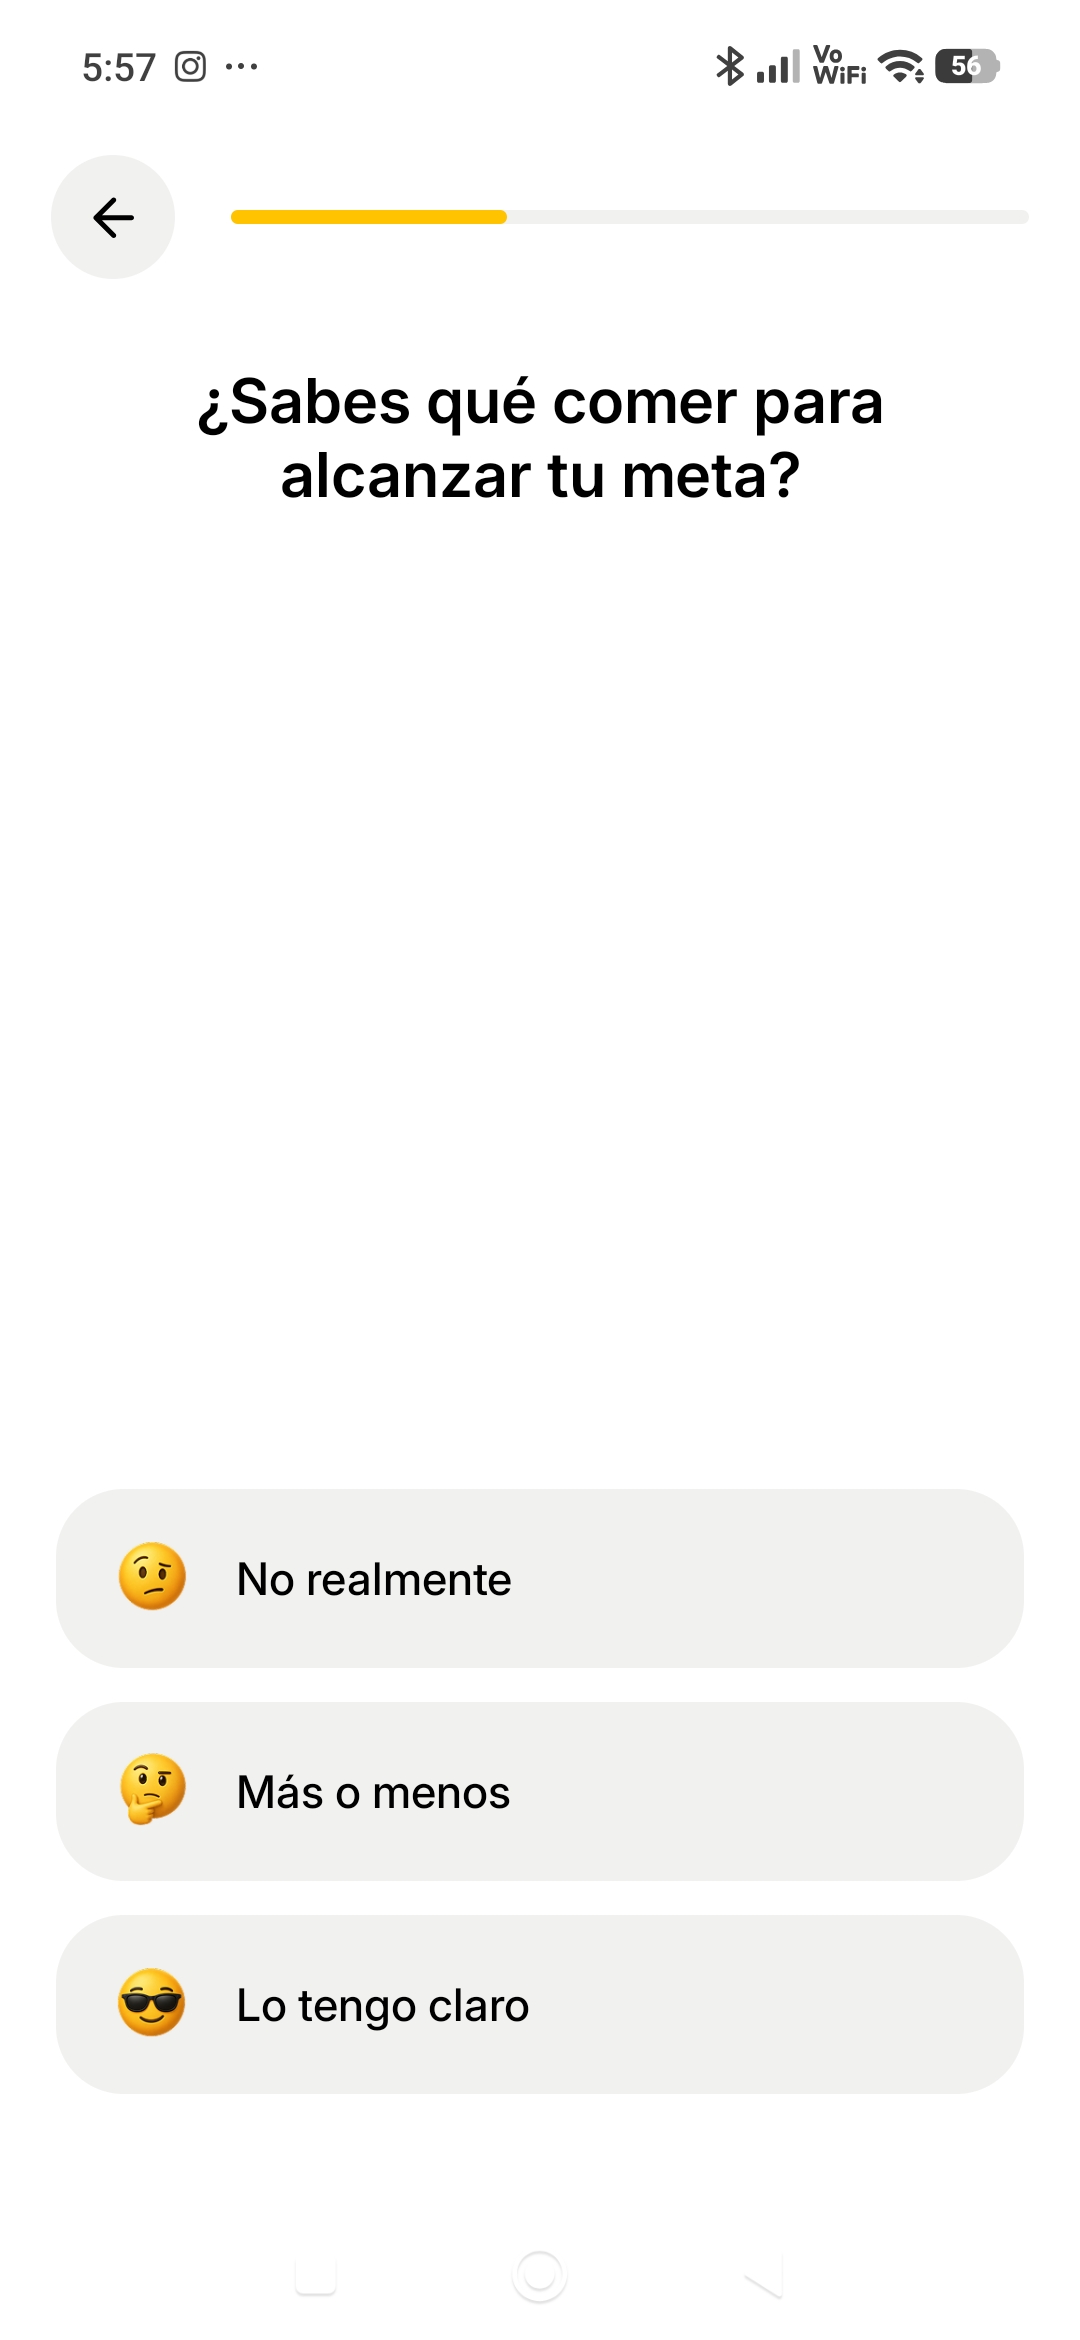 5:57
Vo
WiFi
56
¿Sabes qué comer para
alcanzar tu meta?
No realmente
Más o menos
Lo tengo claro